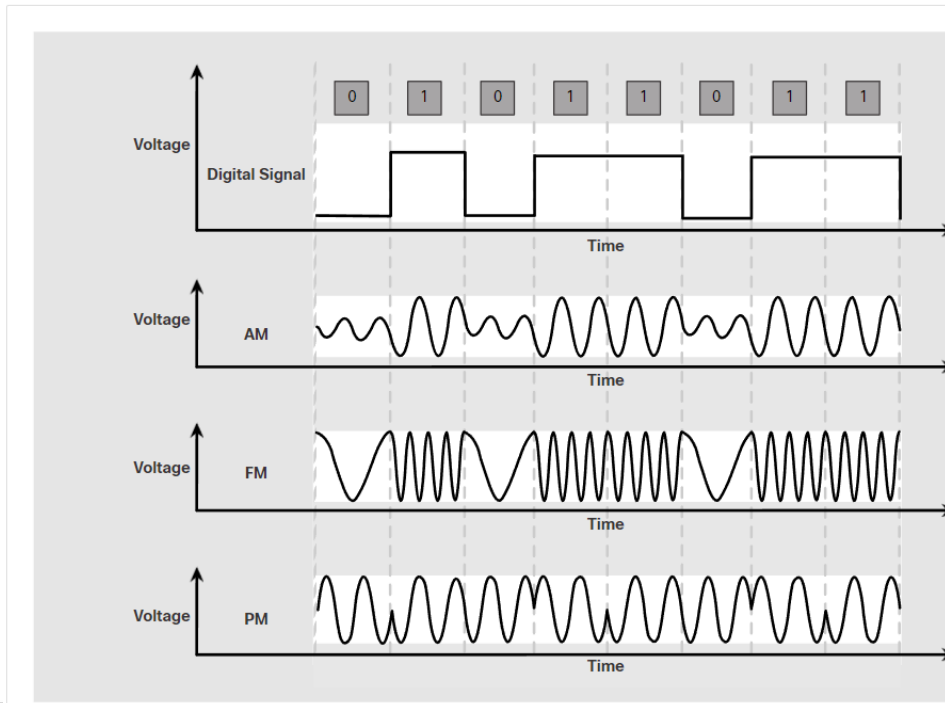 0 1 0 1 1 0 1 1
Voltage
Digital Signal
Time
Voltage
AM
Time
Voltage
FM
Time
Voltage
PM
Time